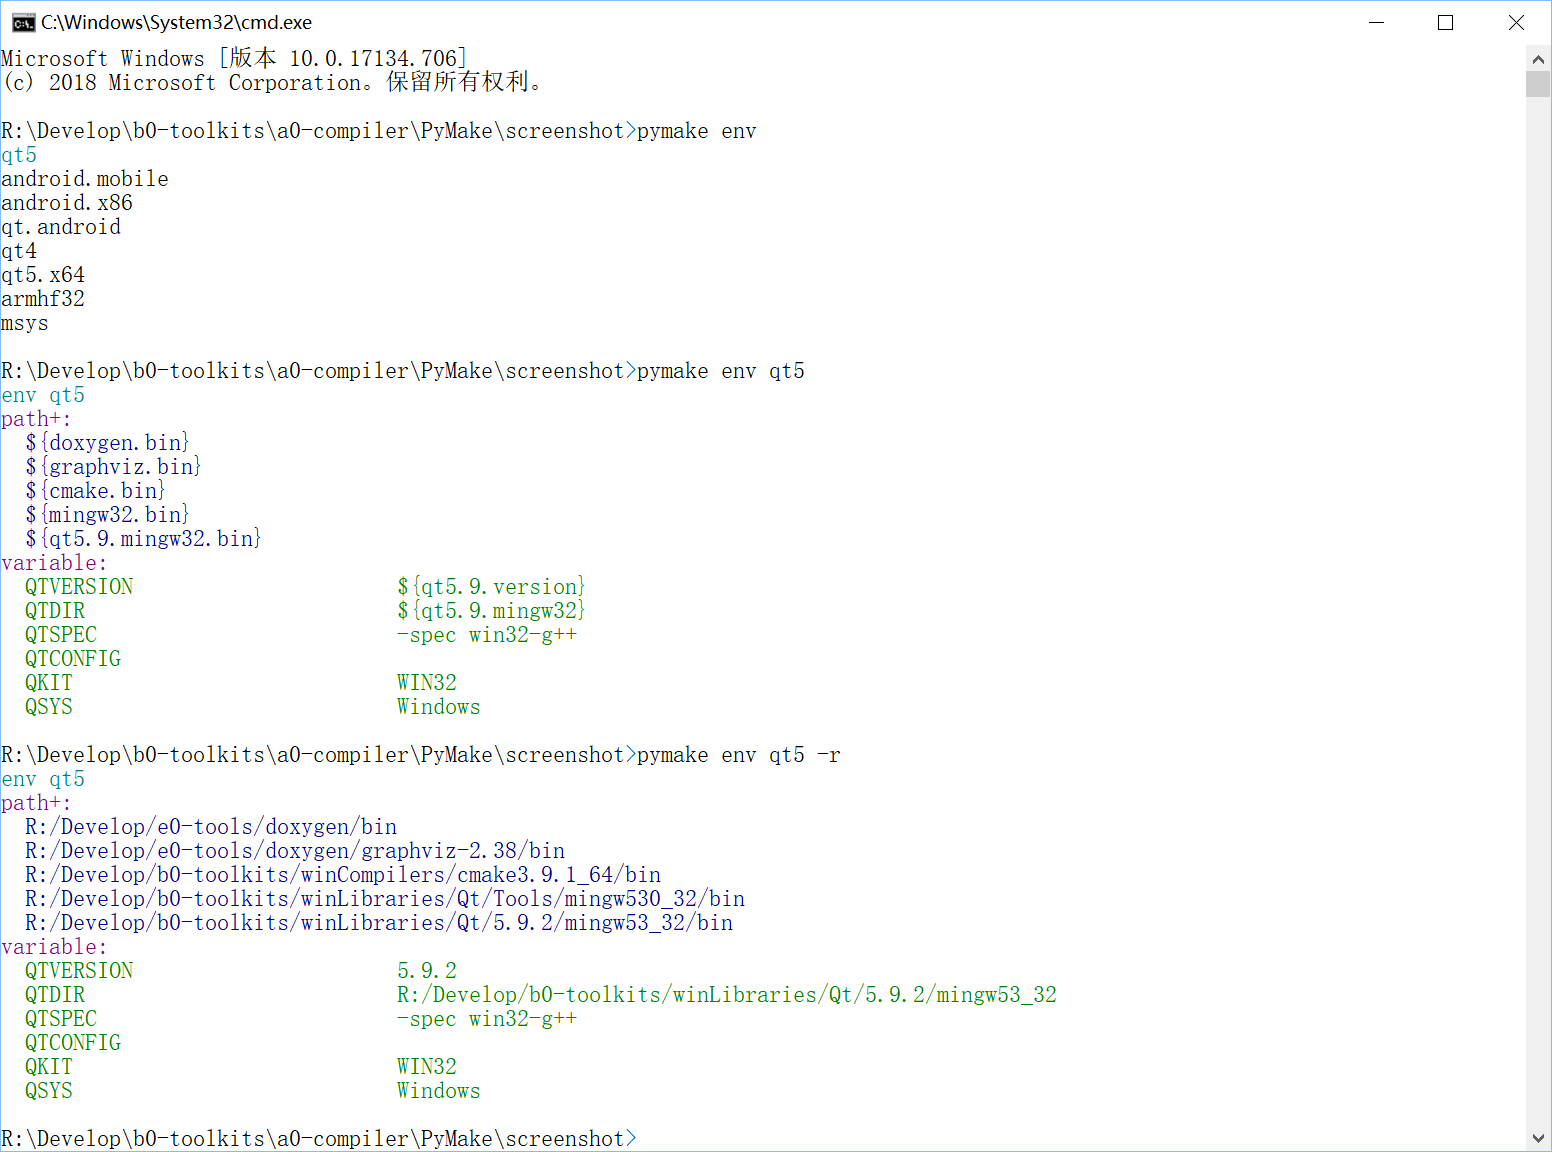 C:\Windows\System32\cmd.exe
Microsoft Windows [版本 10.0.17134.706]
(c) 2018 Microsoft Corporation。保留所有权利。
R:\Develop\b0-toolkits\a0-compiler\PyMake\screenshot>pymake env
qt5
android.mobile
android.x86
qt.android
qt4
qt5.x64
armhf32
msys
R:\Develop\b0-toolkits\a0-compiler\PyMake\screenshot>pymake env qt5
env qt5
path+:
  ${doxygen.bin}
  ${graphviz.bin}
  ${cmake.bin}
  ${mingw32.bin}
  ${qt5.9.mingw32.bin}
variable:
  QTVERSION                      ${qt5.9.version}
  QTDIR                          ${qt5.9.mingw32}
  QTSPEC                         -spec win32-g++
  QTCONFIG
  QKIT                           WIN32
  QSYS                           Windows
R:\Develop\b0-toolkits\a0-compiler\PyMake\screenshot>pymake env qt5 -r
env qt5
path+:
  R:/Develop/e0-tools/doxygen/bin
  R:/Develop/e0-tools/doxygen/graphviz-2.38/bin
  R:/Develop/b0-toolkits/winCompilers/cmake3.9.1_64/bin
  R:/Develop/b0-toolkits/winLibraries/Qt/Tools/mingw530_32/bin
  R:/Develop/b0-toolkits/winLibraries/Qt/5.9.2/mingw53_32/bin
variable:
  QTVERSION                      5.9.2
  QTDIR                          R:/Develop/b0-toolkits/winLibraries/Qt/5.9.2/mingw53_32
  QTSPEC                         -spec win32-g++
  QTCONFIG
  QKIT                           WIN32
  QSYS                           Windows
R:\Develop\b0-toolkits\a0-compiler\PyMake\screenshot>